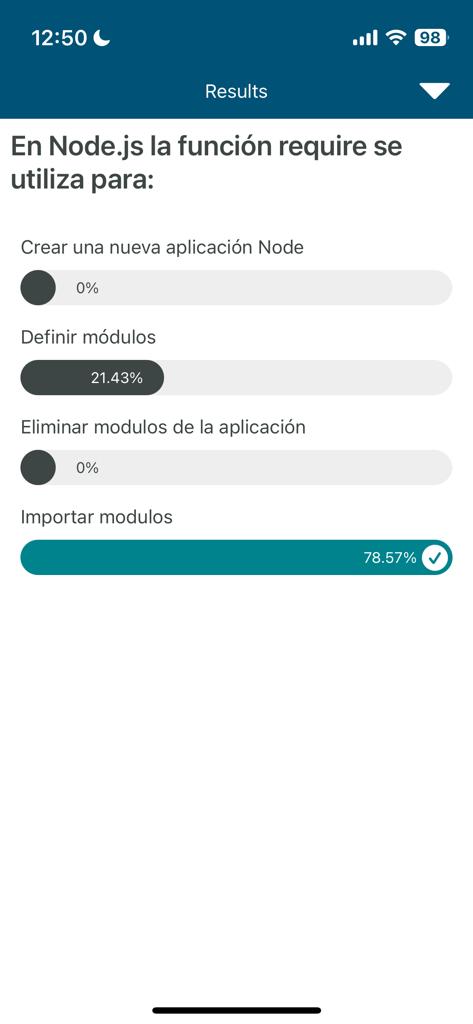 12:50
98
Results
En Node.js la función require se
utiliza para:
Crear una nueva aplicación Node
0%
Definir módulos
21.43%
Eliminar modulos de la aplicación
0%
Importar modulos
78.57%